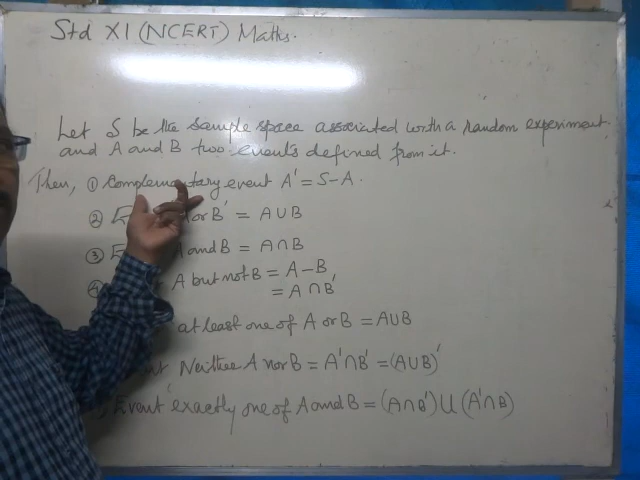 Std XI (NCERT) Maths.
Let S be the sample space associated with a random experiment
and A and B two events defined from it.
Then, ① Complementary event A' = S - A.
② A or B' = A ∪ B
③ A and B = A ∩ B
A but not B = A - B
= A ∩ B'
at least one of A or B = A ∪ B
Neither A nor B = A' ∩ B' = (A ∪ B)'
Event 'exactly one of A and B = (A ∩ B') ∪ (A' ∩ B)